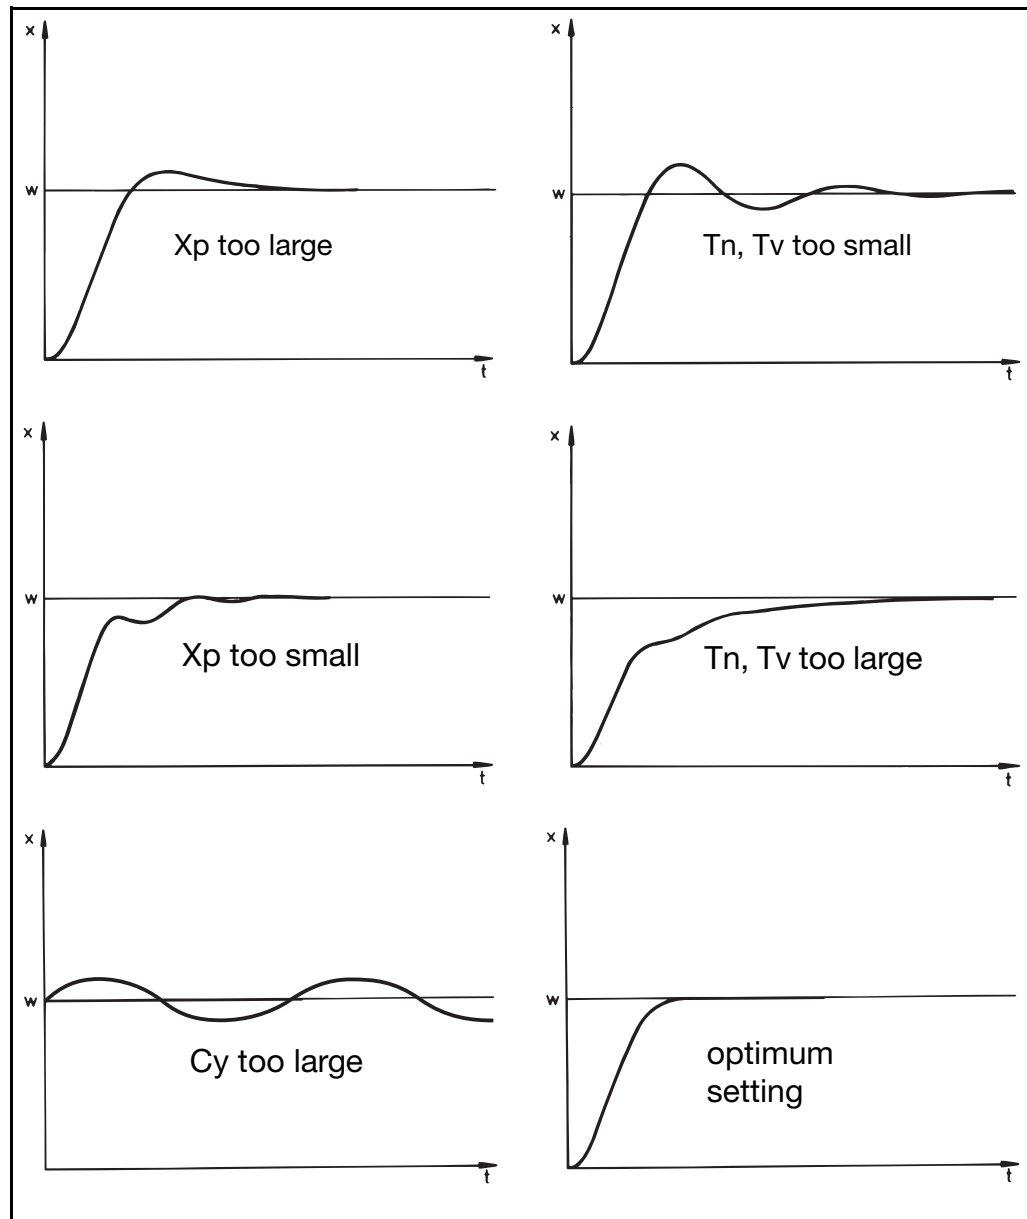 x
w
Xp too large
t
x
w
Tn, Tv too small
t
x
w
Xp too small
t
x
w
Tn, Tv too large
t
x
w
Cy too large
t
x
w
optimum
setting
t